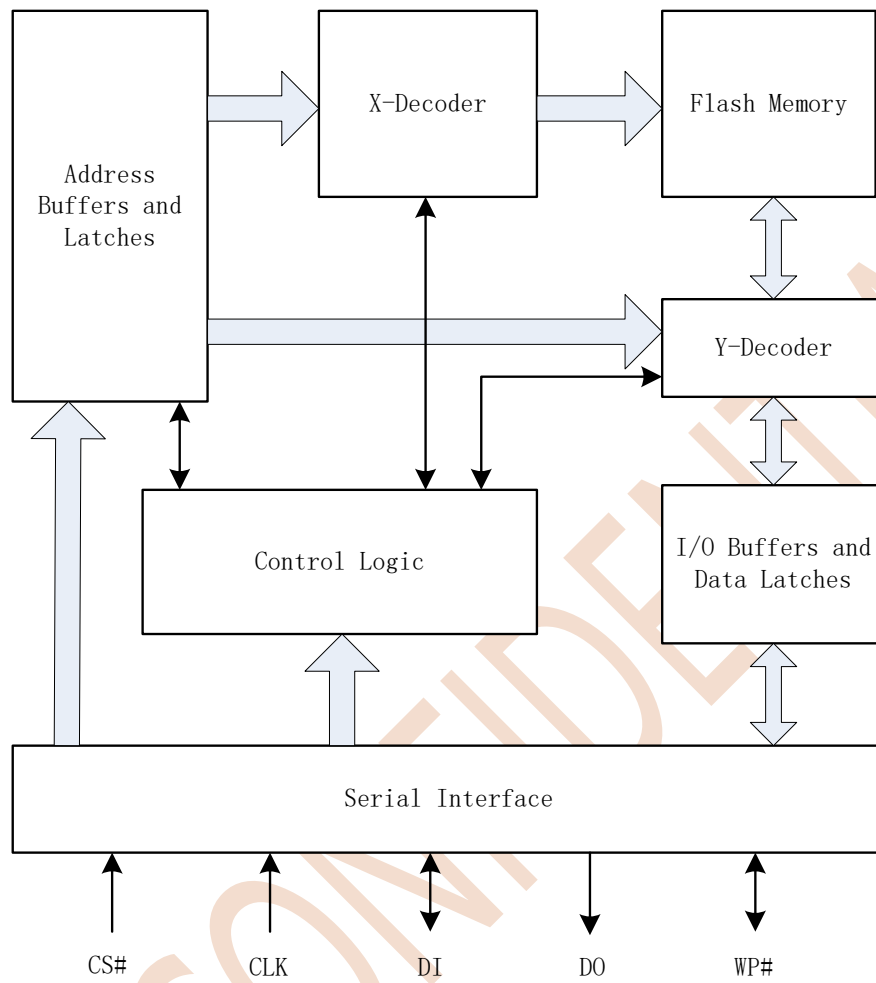 X-Decoder
Flash Memory
Address
Buffers and
Latches
Y-Decoder
Control Logic
I/O Buffers and
Data Latches
Serial Interface
CS#
CLK
DI
DO
WP#
CONFIDENTIA